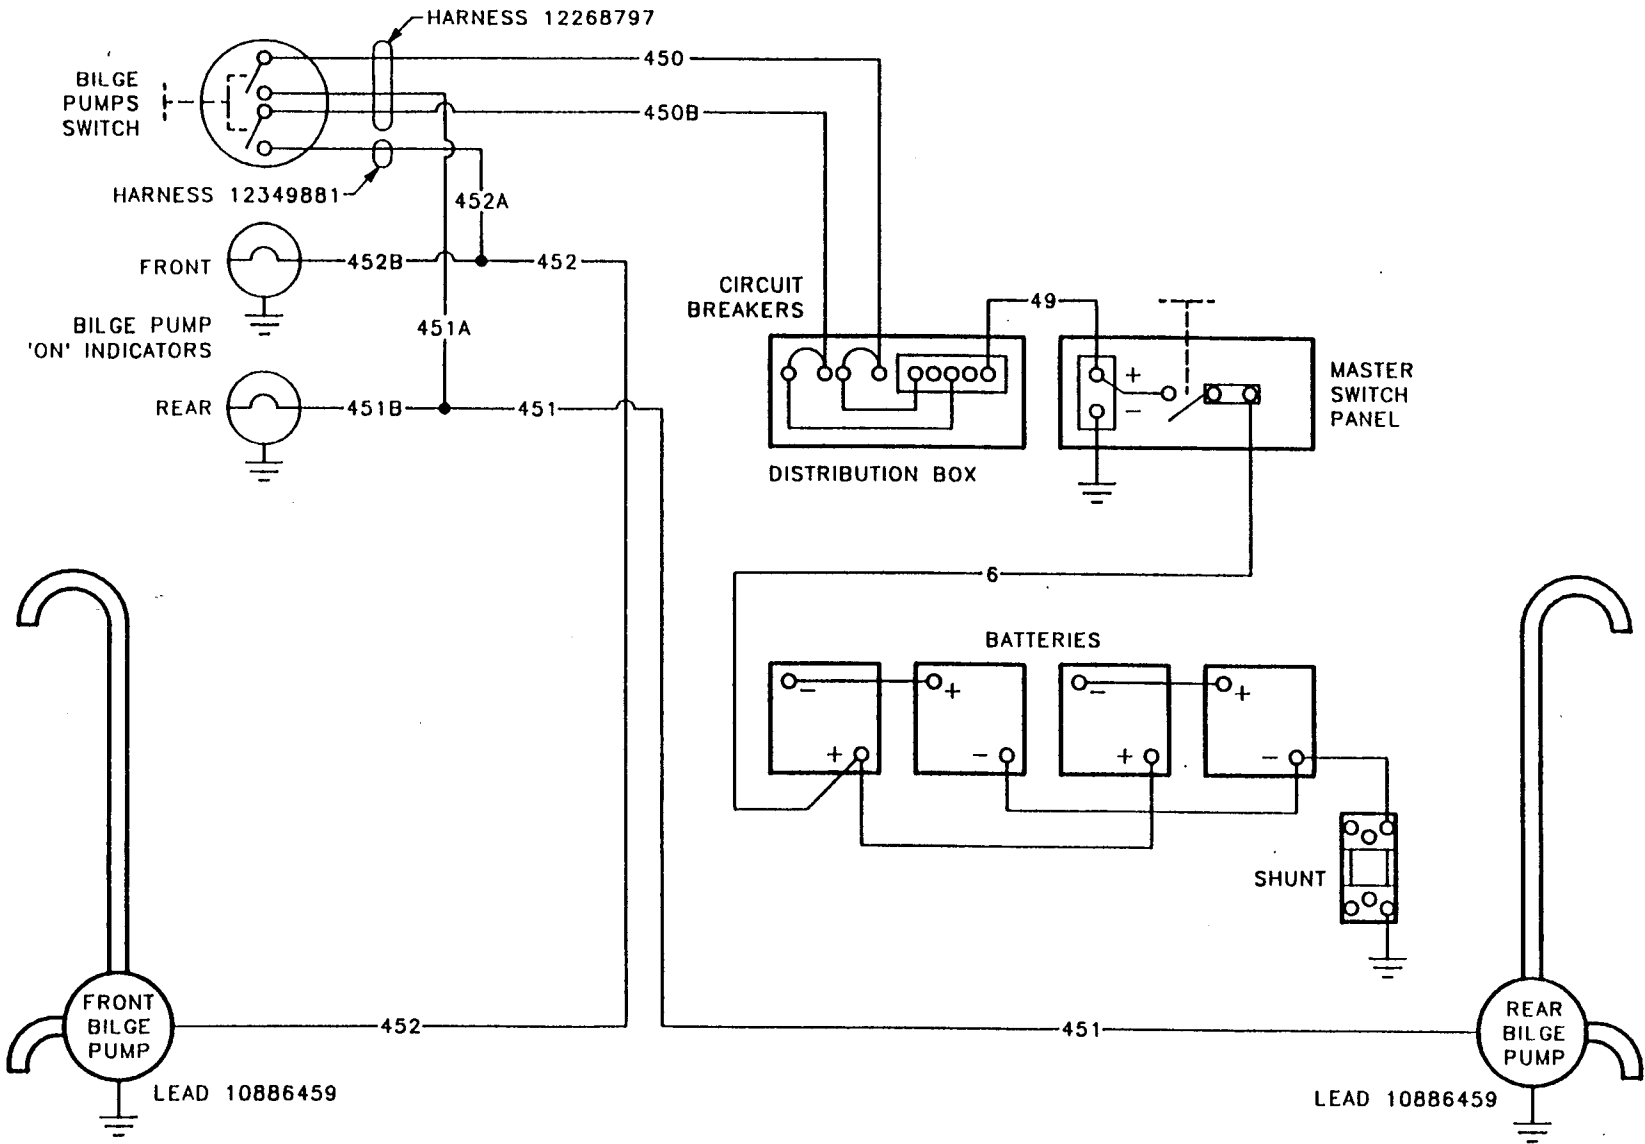 HARNESS 12268797
BILGE
PUMPS
SWITCH
450
450B
HARNESS 12349881
452A
FRONT
452B
452
BILGE PUMP
'ON' INDICATORS
451A
REAR
451B
451
CIRCUIT
BREAKERS
49
+
−
MASTER
SWITCH
PANEL
DISTRIBUTION BOX
6
BATTERIES
−
+
−
+
+
−
+
−
SHUNT
FRONT
BILGE
PUMP
452
LEAD 10886459
451
REAR
BILGE
PUMP
LEAD 10886459